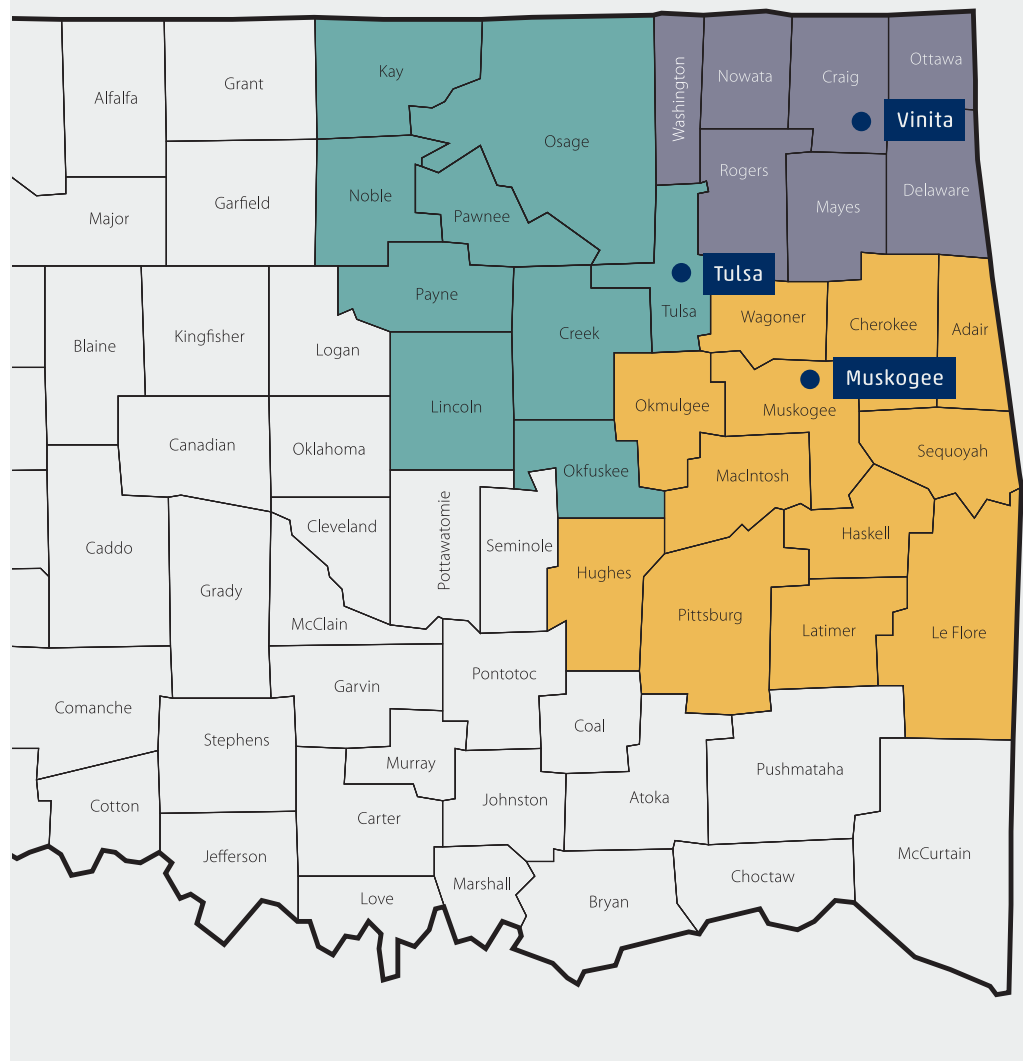 Ottawa
Kay
Craig
Nowata
Grant
Alfalfa
Washington
Vinita
Osage
Rogers
Delaware
Noble
Garfield
Mayes
Pawnee
Major
Tulsa
Payne
Tulsa
Wagoner
Cherokee
Adair
Creek
Kingfisher
Blaine
Logan
Muskogee
Lincoln
Okmulgee
Muskogee
Canadian
Oklahoma
Sequoyah
Okfuskee
MacIntosh
Cleveland
Pottawatomie
Haskell
Seminole
Caddo
Hughes
Grady
Pittsburg
McClain
Latimer
Le Flore
Pontotoc
Garvin
Comanche
Coal
Stephens
Murray
Pushmataha
Atoka
Johnston
Cotton
Carter
McCurtain
Jefferson
Choctaw
Marshall
Love
Bryan